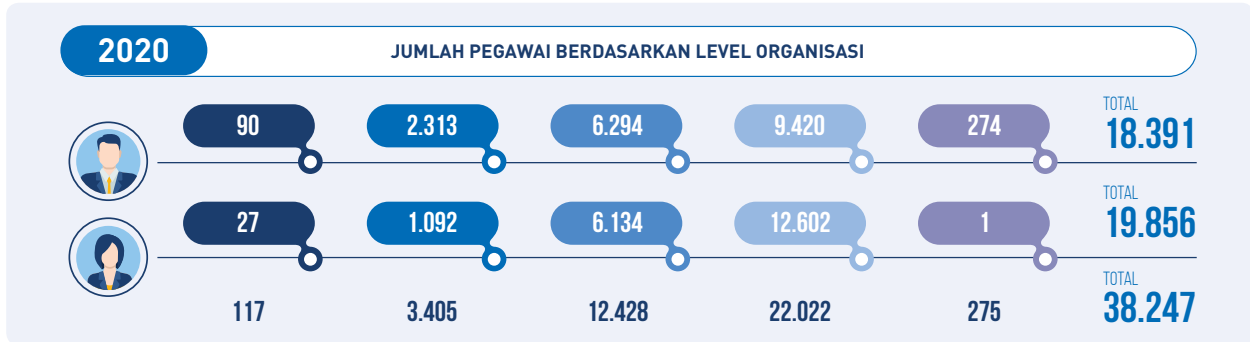 2020
JUMLAH PEGAWAI BERDASARKAN LEVEL ORGANISASI
90 2.313 6.294 9.420 274
TOTAL
18.391
27 1.092 6.134 12.602 1
TOTAL
19.856
117 3.405 12.428 22.022 275
TOTAL
38.247